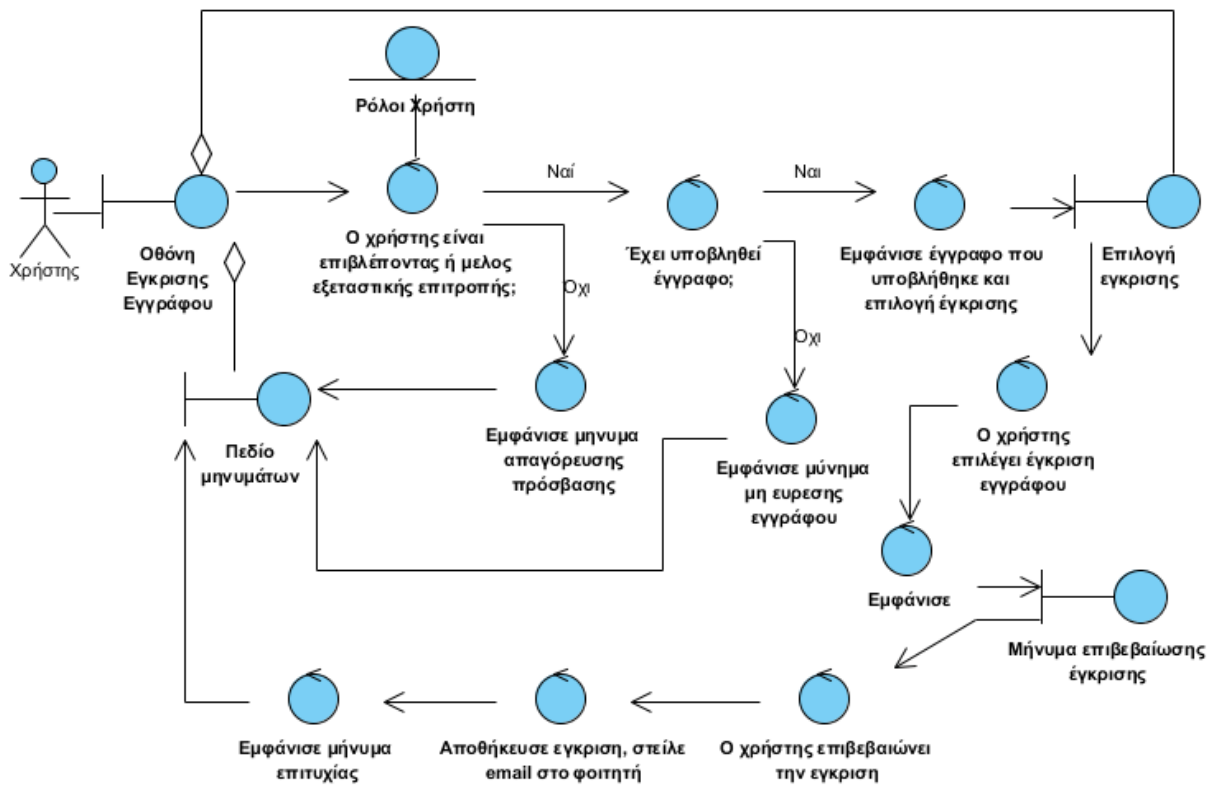 Ρόλοι Χρήστη
Χρήστης
Οθόνη
Εγκρισης
Εγγράφου
Ο χρήστης είναι
επιβλέποντας ή μελος
εξεταστικής επιτροπής;
Ναί
Έχει υποβληθεί
έγγραφο;
Ναι
Εμφάνισε έγγραφο που
υποβλήθηκε και
επιλογή έγκρισης
Επιλογή
εγκρισης
Όχι
Οχι
Πεδίο
μηνυμάτων
Εμφάνισε μηνυμα
απαγόρευσης
πρόσβασης
Εμφάνισε μύνημα
μη ευρεσης
εγγράφου
Ο χρήστης
επιλέγει έγκριση
εγγράφου
Εμφάνισε
Μήνυμα επιβεβαίωσης
έγκρισης
Εμφάνισε μήνυμα
επιτυχίας
Αποθήκευσε εγκριση, στείλε
email στο φοιτητή
Ο χρήστης επιβεβαιώνει
την εγκριση